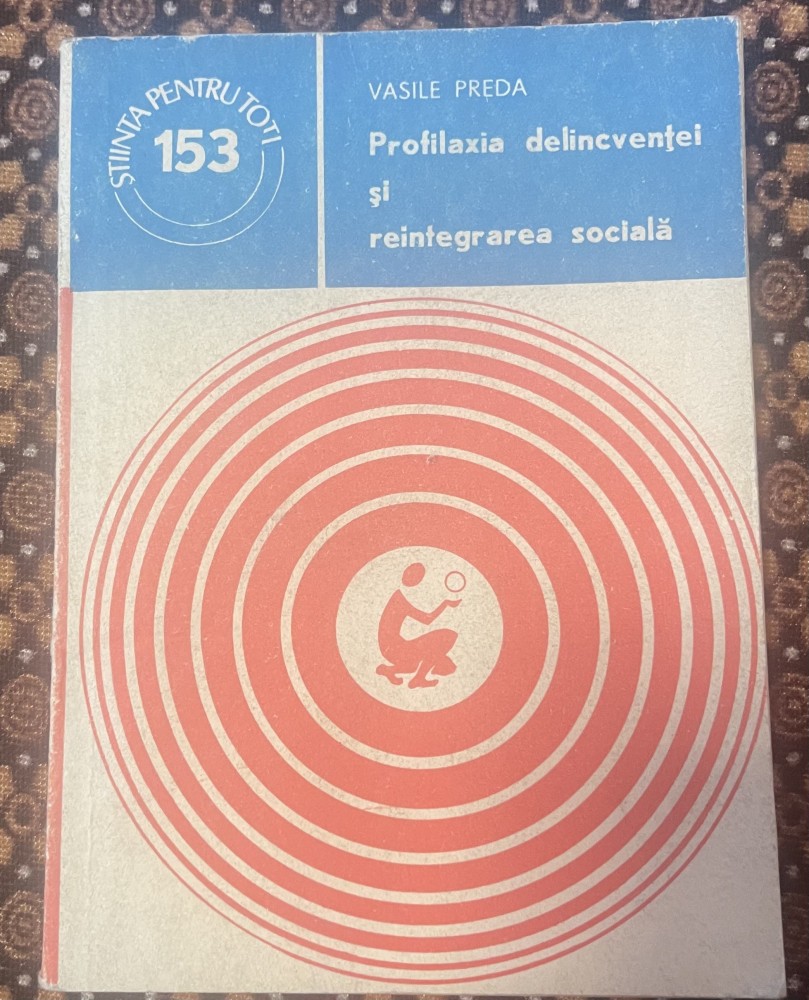 ŞTIINŢA PENTRU TOŢI
153
VASILE PREDA
Profilaxia delincvenţei
şi
reintegrarea socială